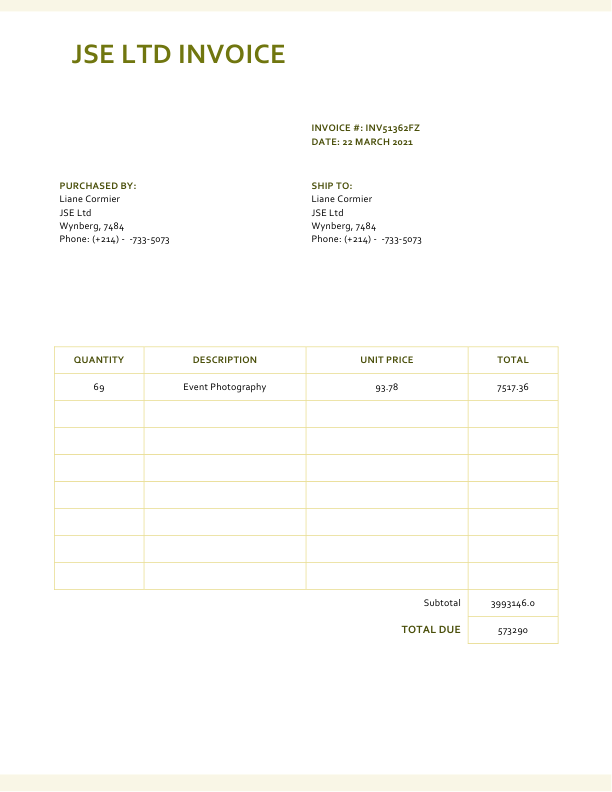 JSE LTD INVOICE
INVOICE #: INV51362FZ
DATE: 22 MARCH 2021
PURCHASED BY:
Liane Cormier
JSE Ltd
Wynberg, 7484
Phone: (+214) -  -733-5073
SHIP TO:
Liane Cormier
JSE Ltd
Wynberg, 7484
Phone: (+214) -  -733-5073
QUANTITY DESCRIPTION UNIT PRICE TOTAL
69 Event Photography 93.78 7517.36
Subtotal 3993146.0
TOTAL DUE 573290